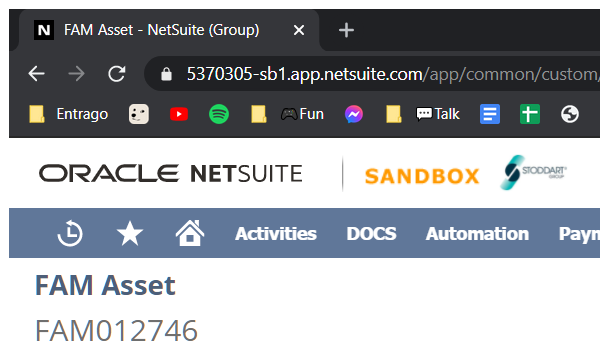 N FAM Asset - NetSuite (Group)
5370305-sb1.app.netsuite.com/app/common/custom/
Entrago Fun Talk
ORACLE NETSUITE SANDBOX STODDART GROUP
Activities DOCS Automation Paym
FAM Asset
FAM012746